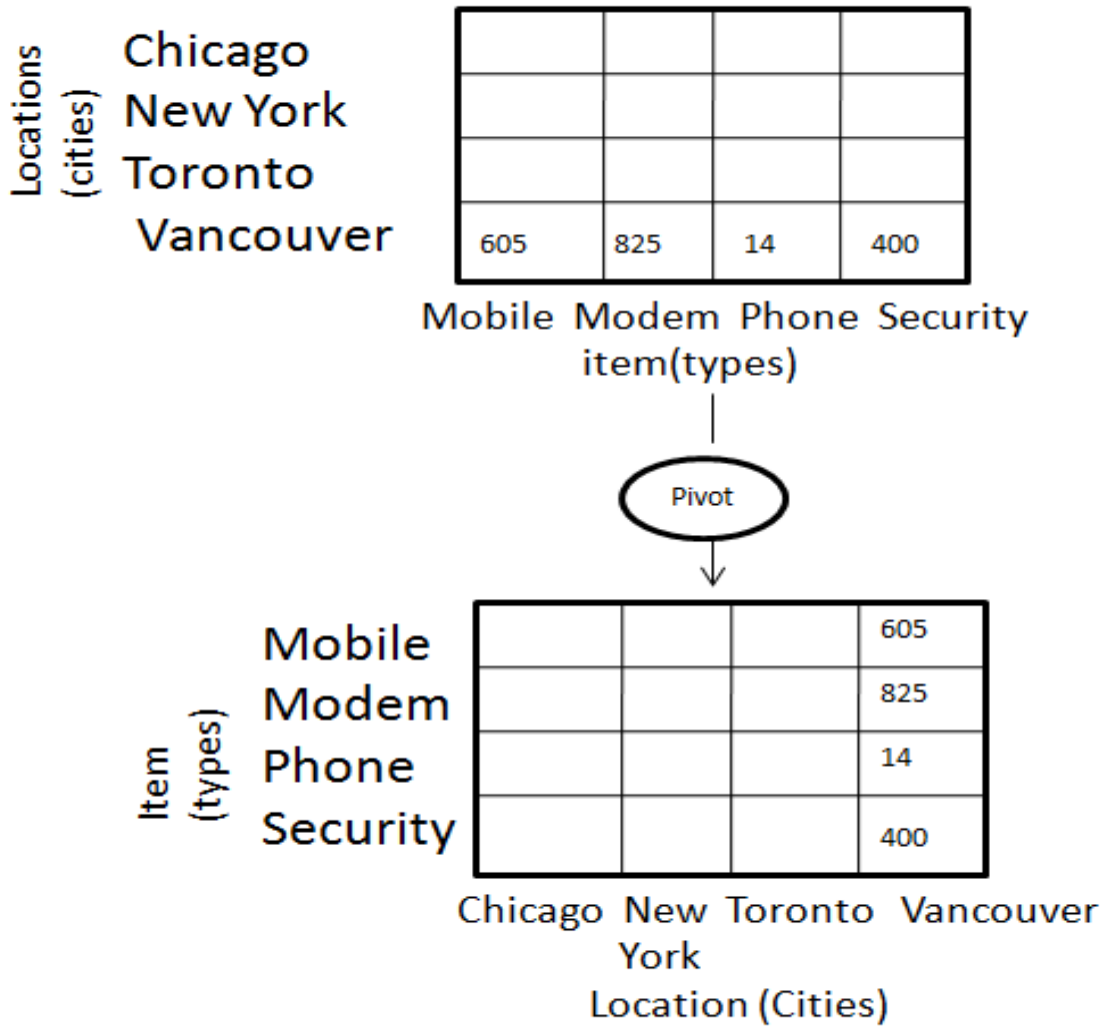 Locations
(cities)
Chicago
New York
Toronto
Vancouver
605 825 14 400
Mobile Modem Phone Security
item(types)
Pivot
Item
(types)
Mobile
Modem
Phone
Security
605
825
14
400
Chicago New Toronto Vancouver
York
Location (Cities)